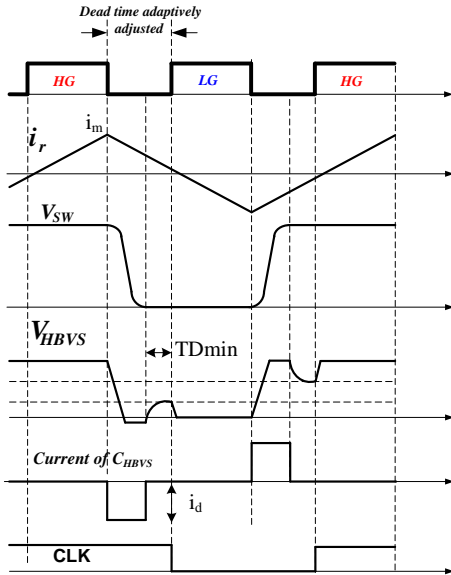 Dead time adaptively
adjusted
HG
LG
HG
i_m
i_r
V_SW
V_HBVS
TDmin
Current of C_HBVS
i_d
CLK